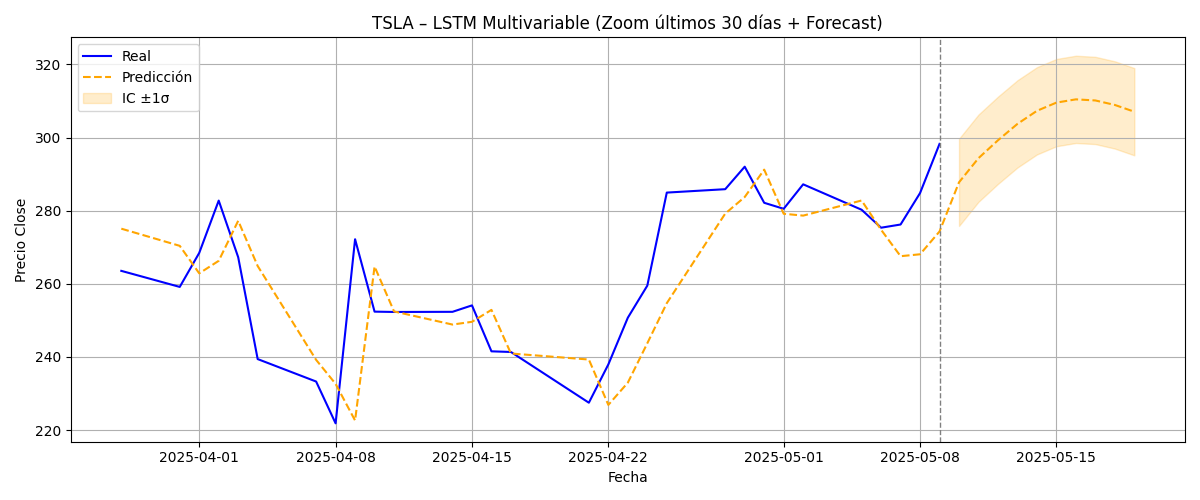 TSLA – LSTM Multivariable (Zoom últimos 30 días + Forecast)
Real
Predicción
IC ±1σ
Precio Close
320
300
280
260
240
220
2025-04-01
2025-04-08
2025-04-15
2025-04-22
2025-05-01
2025-05-08
2025-05-15
Fecha